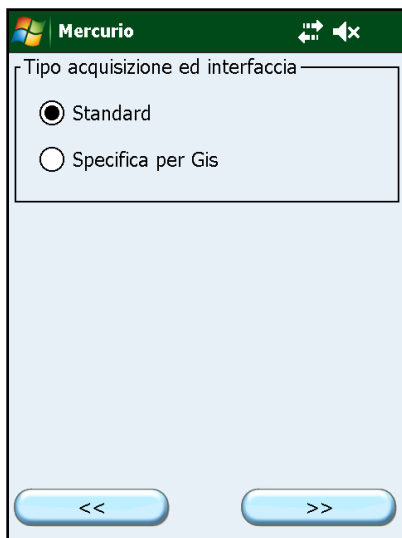 Mercurio
Tipo acquisizione ed interfaccia
Standard
Specifica per Gis
<< >>